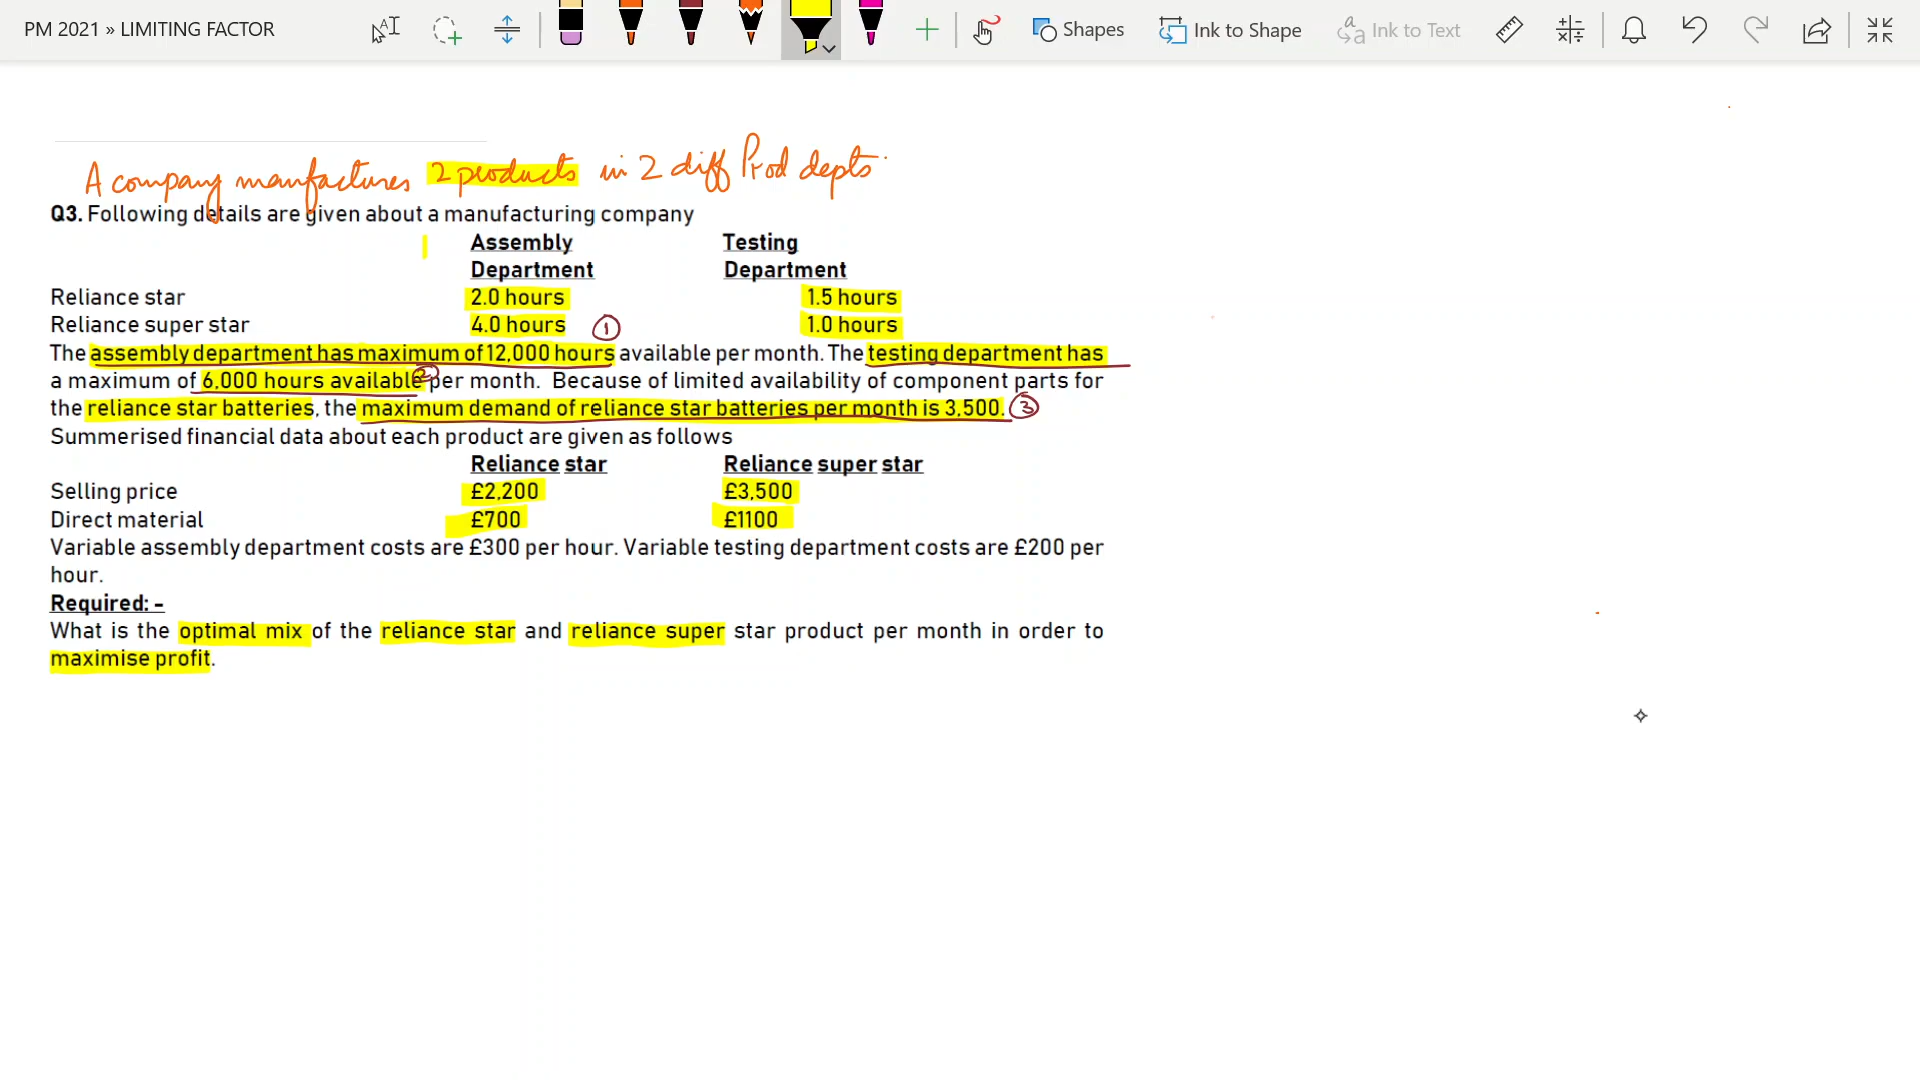 PM 2021 » LIMITING FACTOR
Shapes
Ink to Shape
Ink to Text
A company manufactures 2 products in 2 diff Prod depts.
Q3. Following details are given about a manufacturing company
Assembly Testing
Department Department
Reliance star 2.0 hours 1.5 hours
Reliance super star 4.0 hours ① 1.0 hours
The assembly department has maximum of 12,000 hours available per month. The testing department has
a maximum of 6,000 hours available ② per month. Because of limited availability of component parts for
the reliance star batteries, the maximum demand of reliance star batteries per month is 3,500. ③
Summerised financial data about each product are given as follows
Reliance star Reliance super star
Selling price £2,200 £3,500
Direct material £700 £1100
Variable assembly department costs are £300 per hour. Variable testing department costs are £200 per
hour.
Required: -
What is the optimal mix of the reliance star and reliance super star product per month in order to
maximise profit.